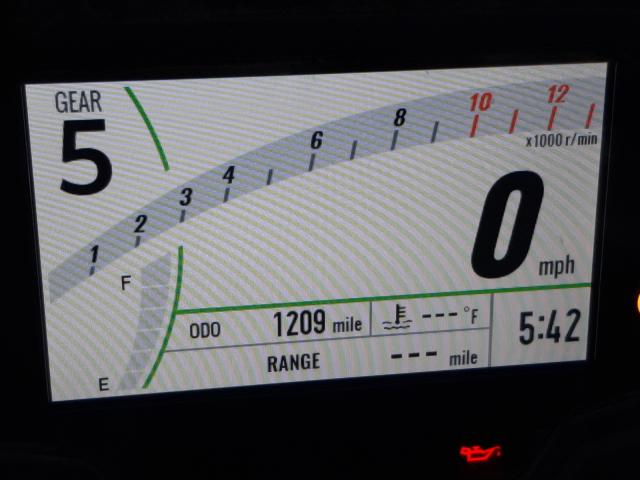 GEAR
5
1 2 3 4 6 8 10 12
x1000 r/min
0 mph
F
E
ODO 1209 mile
--- °F
5:42
RANGE --- mile